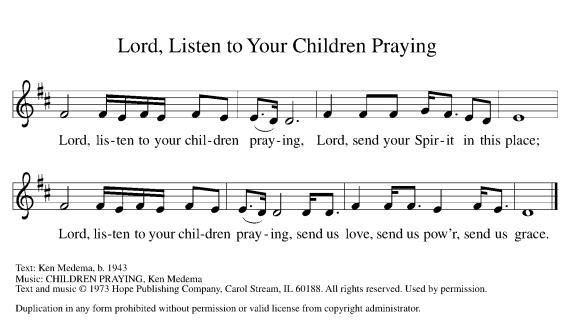 Lord, Listen to Your Children Praying
Lord, lis-ten to your chil-dren pray-ing, Lord, send your Spir-it in this place;
Lord, lis-ten to your chil-dren pray-ing, send us love, send us pow'r, send us grace.
Text: Ken Medema, b. 1943
Music: CHILDREN PRAYING, Ken Medema
Text and music © 1973 Hope Publishing Company, Carol Stream, IL 60188. All rights reserved. Used by permission.
Duplication in any form prohibited without permission or valid license from copyright administrator.